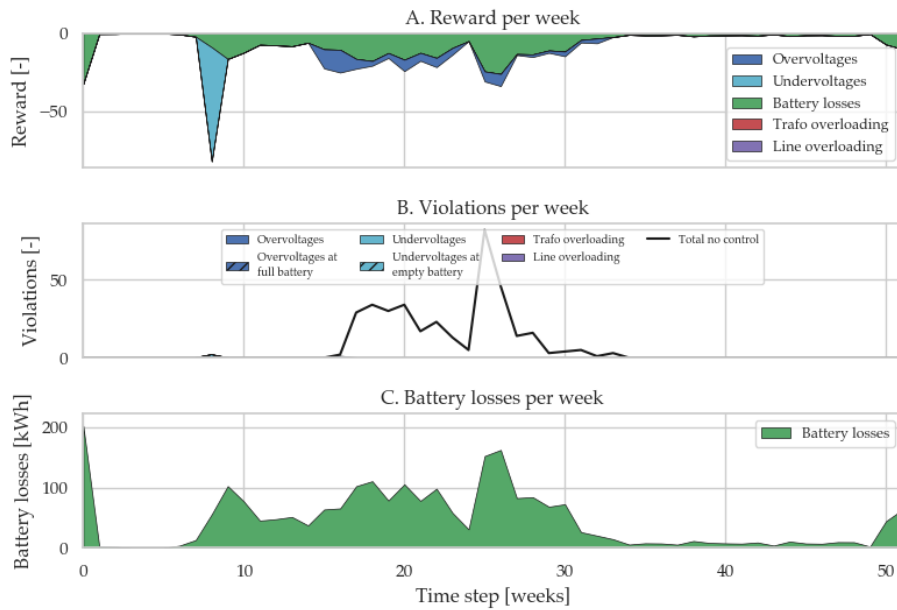 A. Reward per week
Reward [-]
0
−50
Overvoltages
Undervoltages
Battery losses
Trafo overloading
Line overloading
B. Violations per week
Violations [-]
50
0
Overvoltages
Overvoltages at
full battery
Undervoltages
Undervoltages at
empty battery
Trafo overloading
Line overloading
Total no control
C. Battery losses per week
Battery losses [kWh]
200
100
0
Battery losses
0 10 20 30 40 50
Time step [weeks]